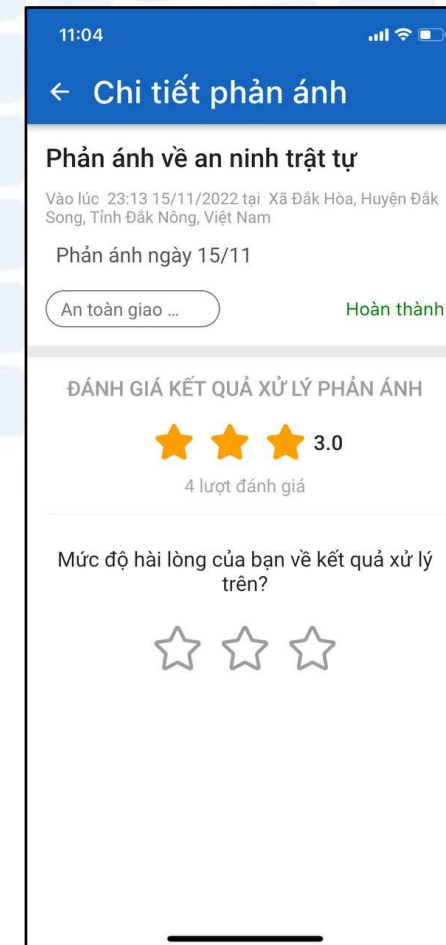 11:04
Chi tiết phản ánh
Phản ánh về an ninh trật tự
Vào lúc 23:13 15/11/2022 tại Xã Đắk Hòa, Huyện Đắk
Song, Tỉnh Đắk Nông, Việt Nam
Phản ánh ngày 15/11
An toàn giao ... Hoàn thành
ĐÁNH GIÁ KẾT QUẢ XỬ LÝ PHẢN ÁNH
3.0
4 lượt đánh giá
Mức độ hài lòng của bạn về kết quả xử lý
trên?